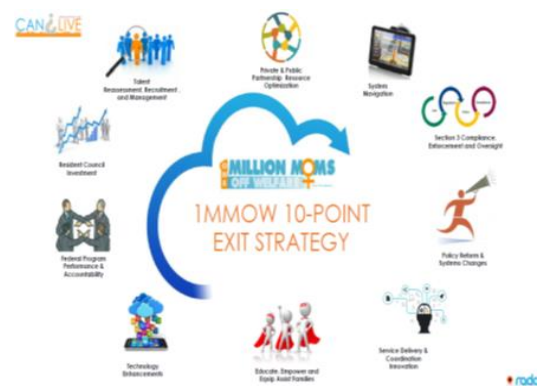 CAN I LIVE
Talent
Reassessment, Recruitment,
and Management
Private & Public
Partnership Resource
Optimization
System
Navigation
Section 3 Compliance,
Enforcement and Oversight
Policy Reform &
Systems Changes
Service Delivery &
Coordination
Innovation
Educate, Empower and
Equip Assist Families
Technology
Enhancements
Federal Program
Performance &
Accountability
Resident Council
Investment
MILLION MOMS
OFF WELFARE
1MMOW 10-POINT
EXIT STRATEGY